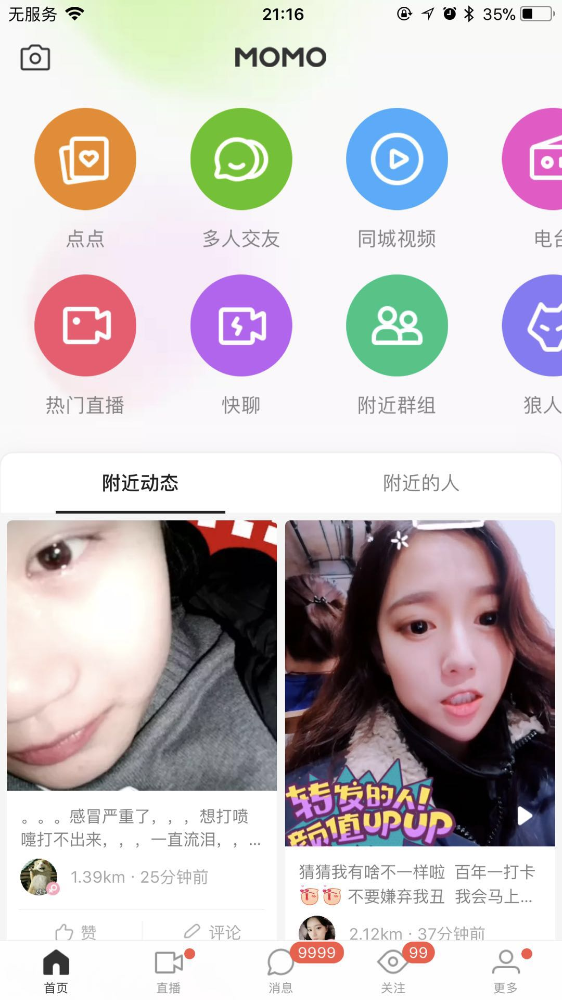 无服务
21:16
35%
MOMO
点点
多人交友
同城视频
电台
热门直播
快聊
附近群组
狼人
附近动态
附近的人
转发的人!
颜值UPUP
。。。感冒严重了，，，想打喷
嚏打不出来，，，一直流泪，，...
1.39km · 25分钟前
赞
评论
猜猜我有啥不一样啦 百年一打卡
不要嫌弃我丑 我会马上...
2.12km · 37分钟前
首页
直播
9999
消息
99
关注
更多